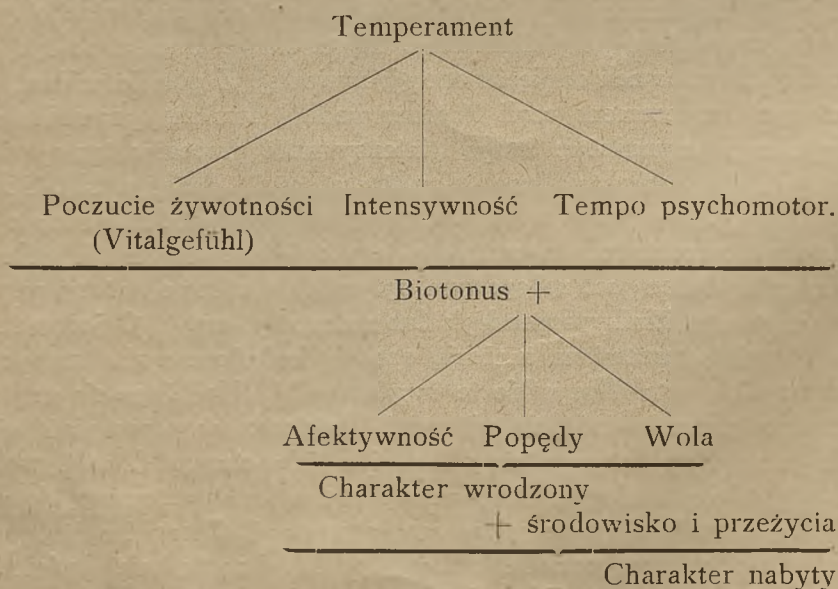 Temperament
Poczucie żywotności Intensywność Tempo psychomotor.
(Vitalgefühl)
Biotonus +
Afektywność Popędy Wola
Charakter wrodzony
+ środowisko i przeżycia
Charakter nabyty